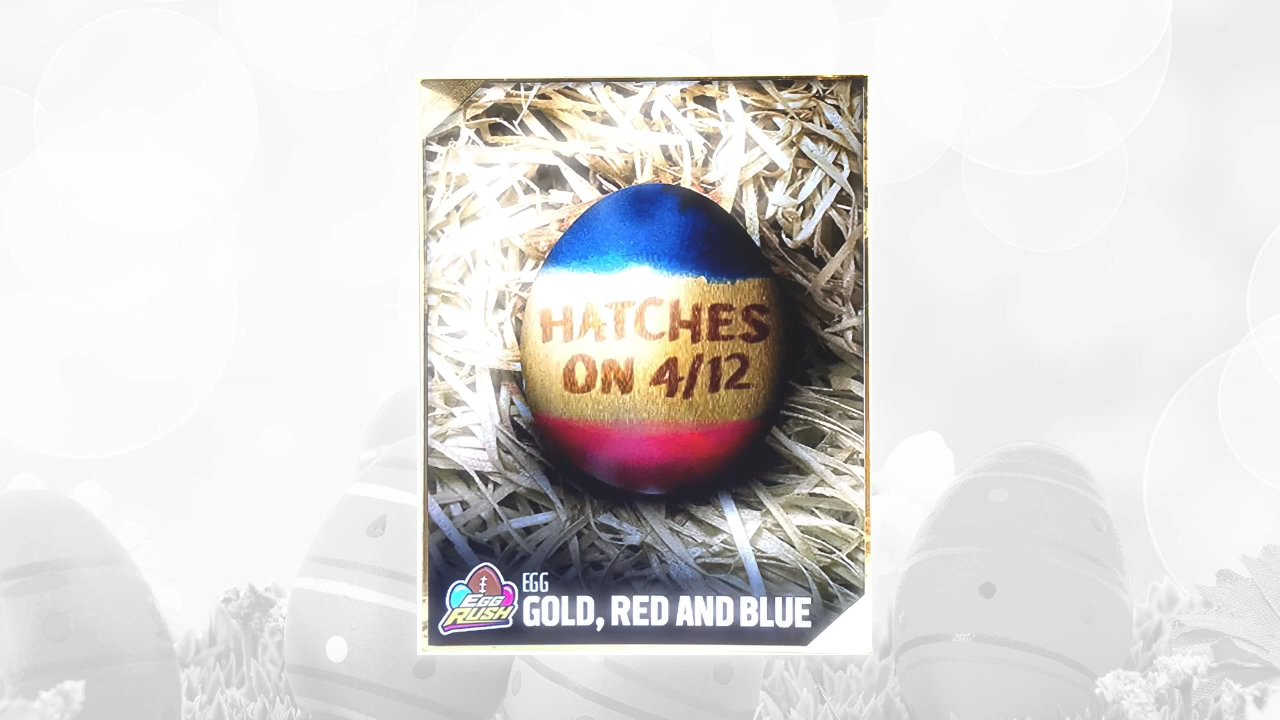 HATCHES
ON 4/12
EGG
RUSH
EGG
GOLD, RED AND BLUE